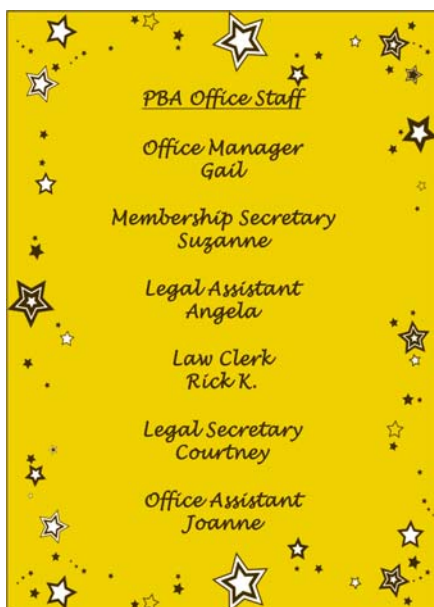 PBA Office Staff
Office Manager
Gail
Membership Secretary
Suzanne
Legal Assistant
Angela
Law Clerk
Rick K.
Legal Secretary
Courtney
Office Assistant
Joanne